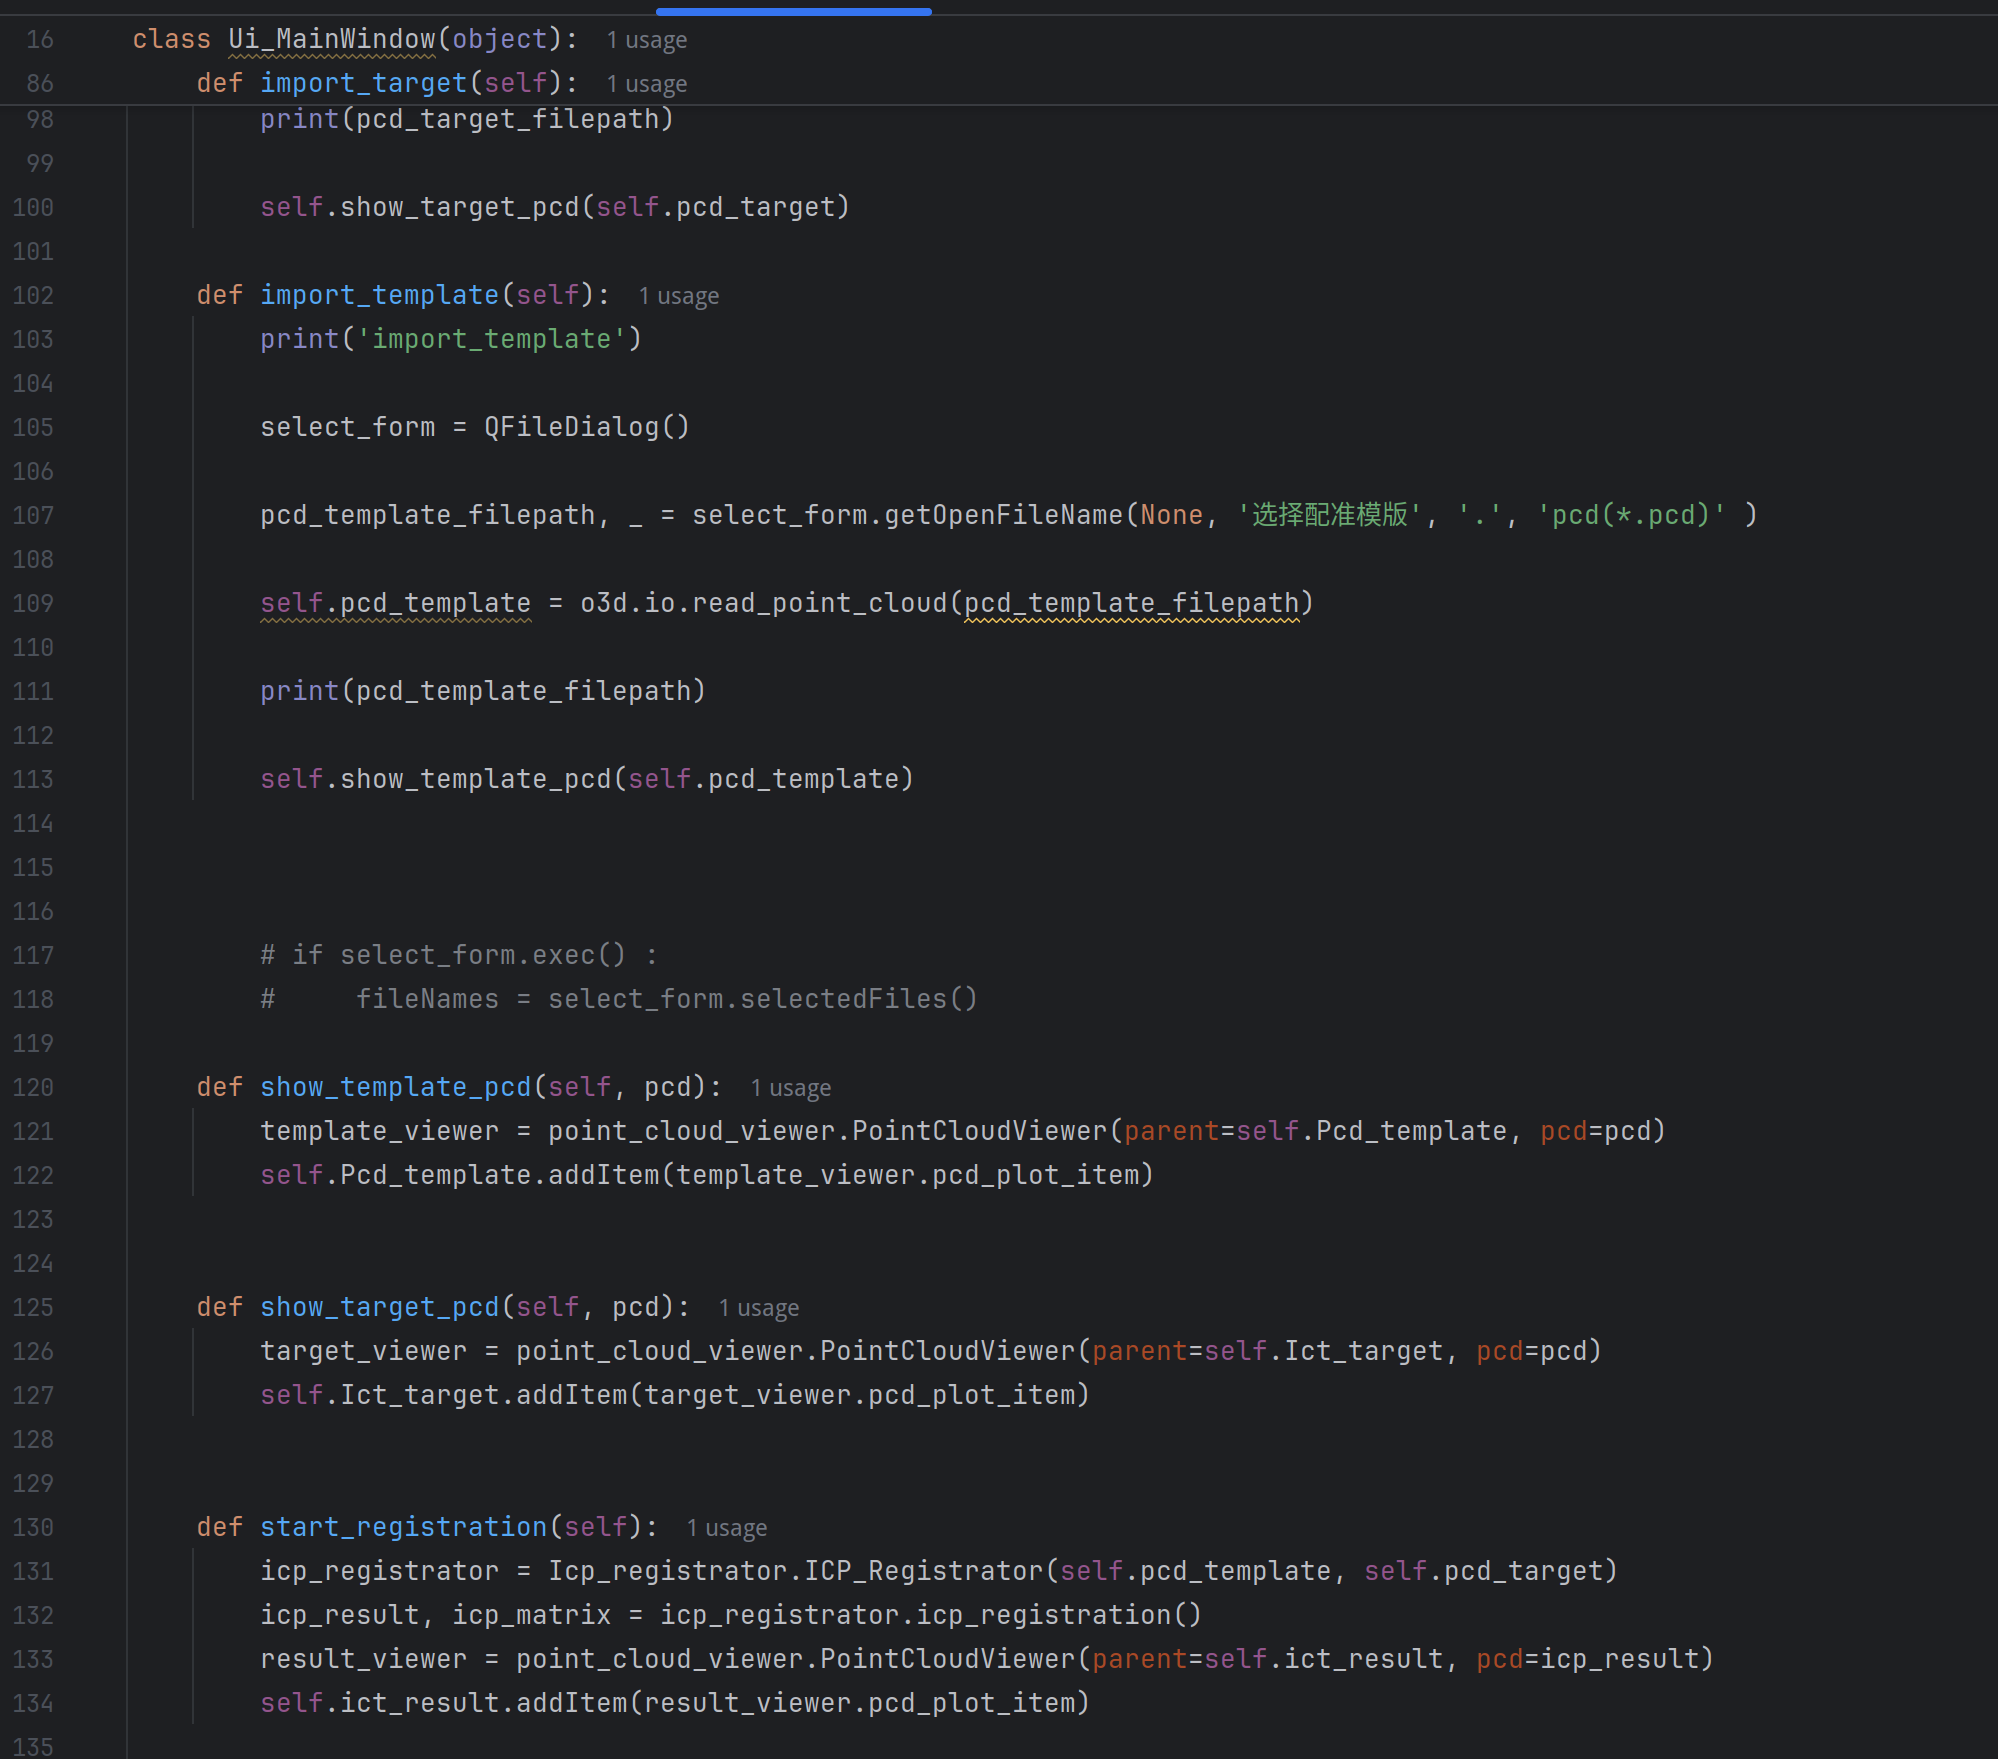 16 class Ui_MainWindow(object): 1 usage
86 def import_target(self): 1 usage
98 print(pcd_target_filepath)
99
100 self.show_target_pcd(self.pcd_target)
101
102 def import_template(self): 1 usage
103 print('import_template')
104
105 select_form = QFileDialog()
106
107 pcd_template_filepath, _ = select_form.getOpenFileName(None, '选择配准模版', '.', 'pcd(*.pcd)' )
108
109 self.pcd_template = o3d.io.read_point_cloud(pcd_template_filepath)
110
111 print(pcd_template_filepath)
112
113 self.show_template_pcd(self.pcd_template)
114
115
116
117 # if select_form.exec() :
118 #     fileNames = select_form.selectedFiles()
119
120 def show_template_pcd(self, pcd): 1 usage
121 template_viewer = point_cloud_viewer.PointCloudViewer(parent=self.Pcd_template, pcd=pcd)
122 self.Pcd_template.addItem(template_viewer.pcd_plot_item)
123
124
125 def show_target_pcd(self, pcd): 1 usage
126 target_viewer = point_cloud_viewer.PointCloudViewer(parent=self.Ict_target, pcd=pcd)
127 self.Ict_target.addItem(target_viewer.pcd_plot_item)
128
129
130 def start_registration(self): 1 usage
131 icp_registrator = Icp_registrator.ICP_Registrator(self.pcd_template, self.pcd_target)
132 icp_result, icp_matrix = icp_registrator.icp_registration()
133 result_viewer = point_cloud_viewer.PointCloudViewer(parent=self.ict_result, pcd=icp_result)
134 self.ict_result.addItem(result_viewer.pcd_plot_item)
135